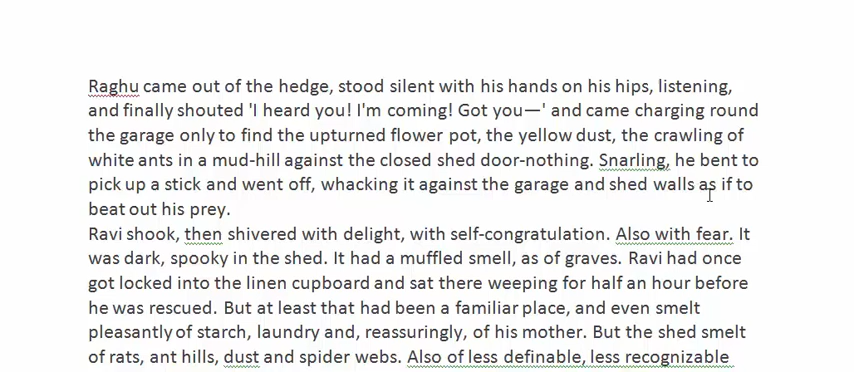 Raghu came out of the hedge, stood silent with his hands on his hips, listening,
and finally shouted 'I heard you! I'm coming! Got you—' and came charging round
the garage only to find the upturned flower pot, the yellow dust, the crawling of
white ants in a mud-hill against the closed shed door-nothing. Snarling, he bent to
pick up a stick and went off, whacking it against the garage and shed walls as if to
beat out his prey.
Ravi shook, then shivered with delight, with self-congratulation. Also with fear. It
was dark, spooky in the shed. It had a muffled smell, as of graves. Ravi had once
got locked into the linen cupboard and sat there weeping for half an hour before
he was rescued. But at least that had been a familiar place, and even smelt
pleasantly of starch, laundry and, reassuringly, of his mother. But the shed smelt
of rats, ant hills, dust and spider webs. Also of less definable, less recognizable